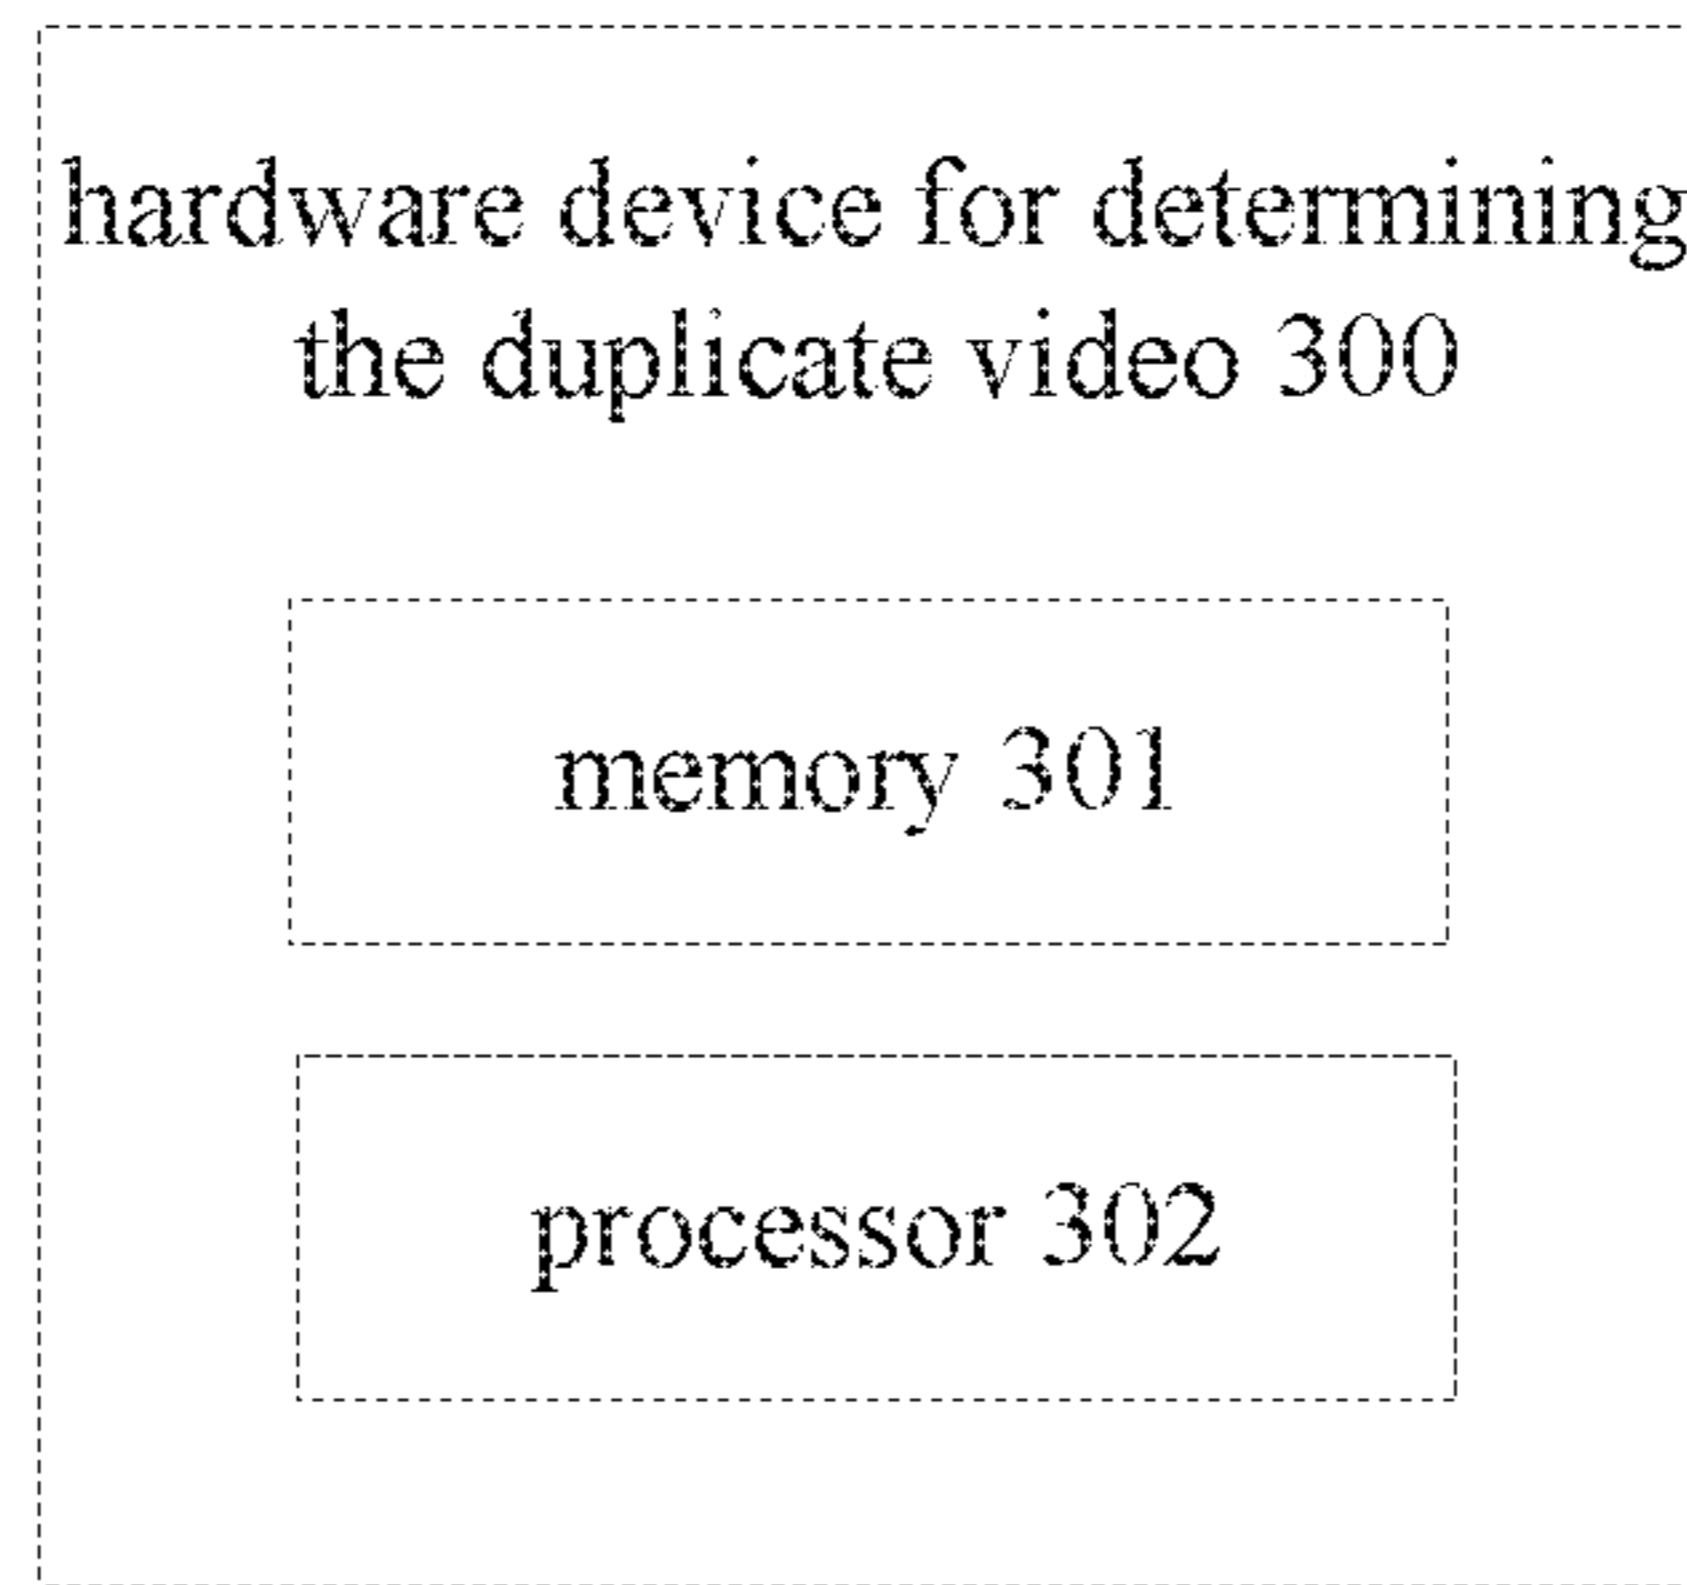 hardware device for determining
the duplicate video 300
memory 301
processor 302